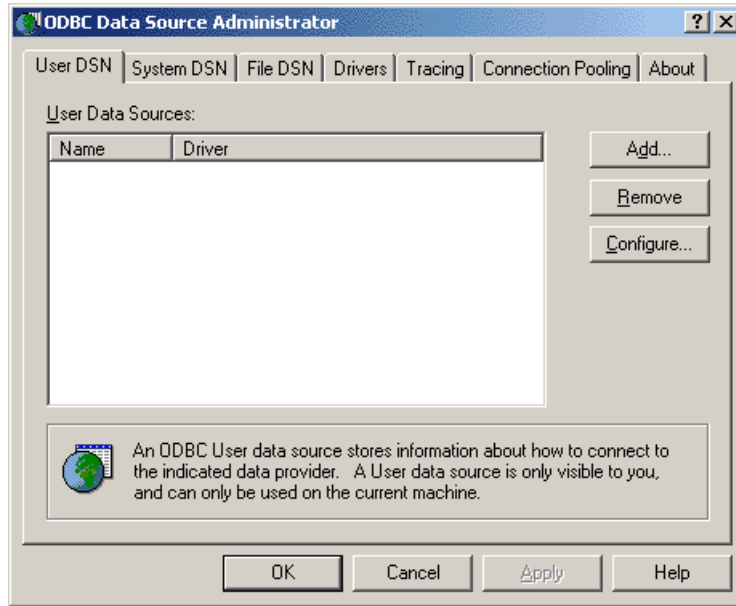 ODBC Data Source Administrator
User DSN System DSN File DSN Drivers Tracing Connection Pooling About
User Data Sources:
Name Driver
Add...
Remove
Configure...
An ODBC User data source stores information about how to connect to
the indicated data provider. A User data source is only visible to you,
and can only be used on the current machine.
OK Cancel Apply Help